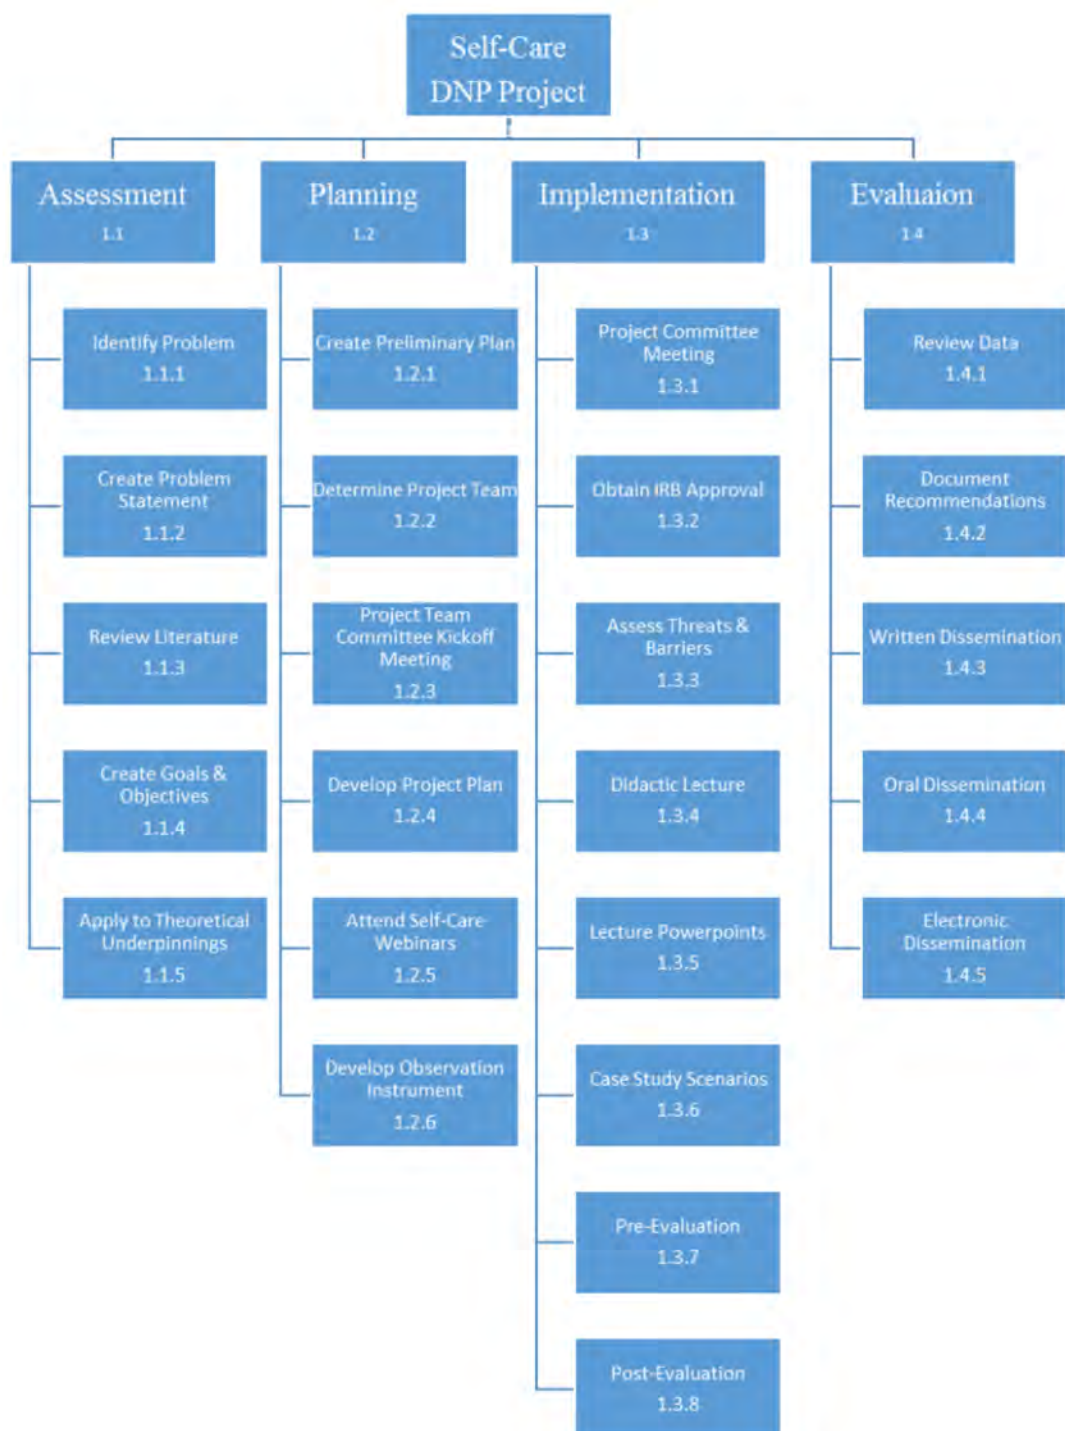 Self-Care
DNP Project
Assessment
1.1
Planning
1.2
Implementation
1.3
Evaluaion
1.4
Identify Problem
1.1.1
Create Problem
Statement
1.1.2
Review Literature
1.1.3
Create Goals &
Objectives
1.1.4
Apply to Theoretical
Underpinnings
1.1.5
Create Preliminary Plan
1.2.1
Determine Project Team
1.2.2
Project Team
Committee Kickoff
Meeting
1.2.3
Develop Project Plan
1.2.4
Attend Self-Care
Webinars
1.2.5
Develop Observation
Instrument
1.2.6
Project Committee
Meeting
1.3.1
Obtain IRB Approval
1.3.2
Assess Threats &
Barriers
1.3.3
Didactic Lecture
1.3.4
Lecture Powerpoints
1.3.5
Case Study Scenarios
1.3.6
Pre-Evaluation
1.3.7
Post-Evaluation
1.3.8
Review Data
1.4.1
Document
Recommendations
1.4.2
Written Dissemination
1.4.3
Oral Dissemination
1.4.4
Electronic
Dissemination
1.4.5